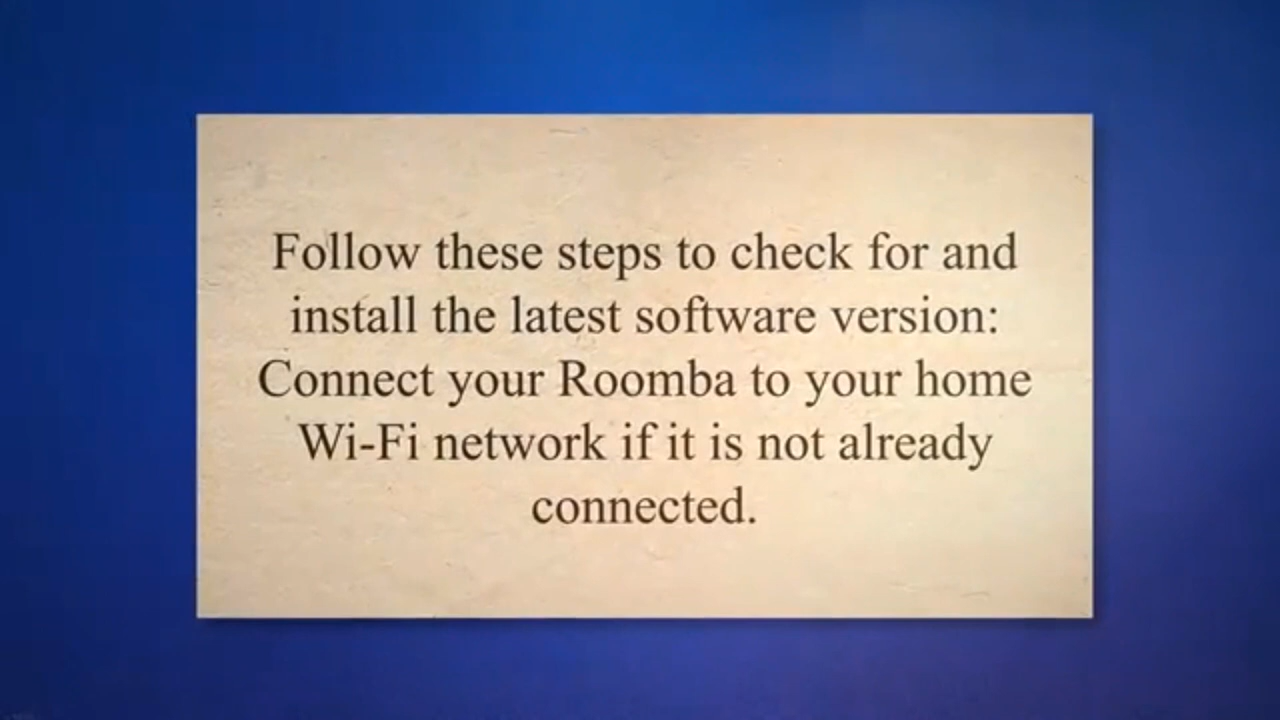 Follow these steps to check for and
install the latest software version:
Connect your Roomba to your home
Wi-Fi network if it is not already
connected.